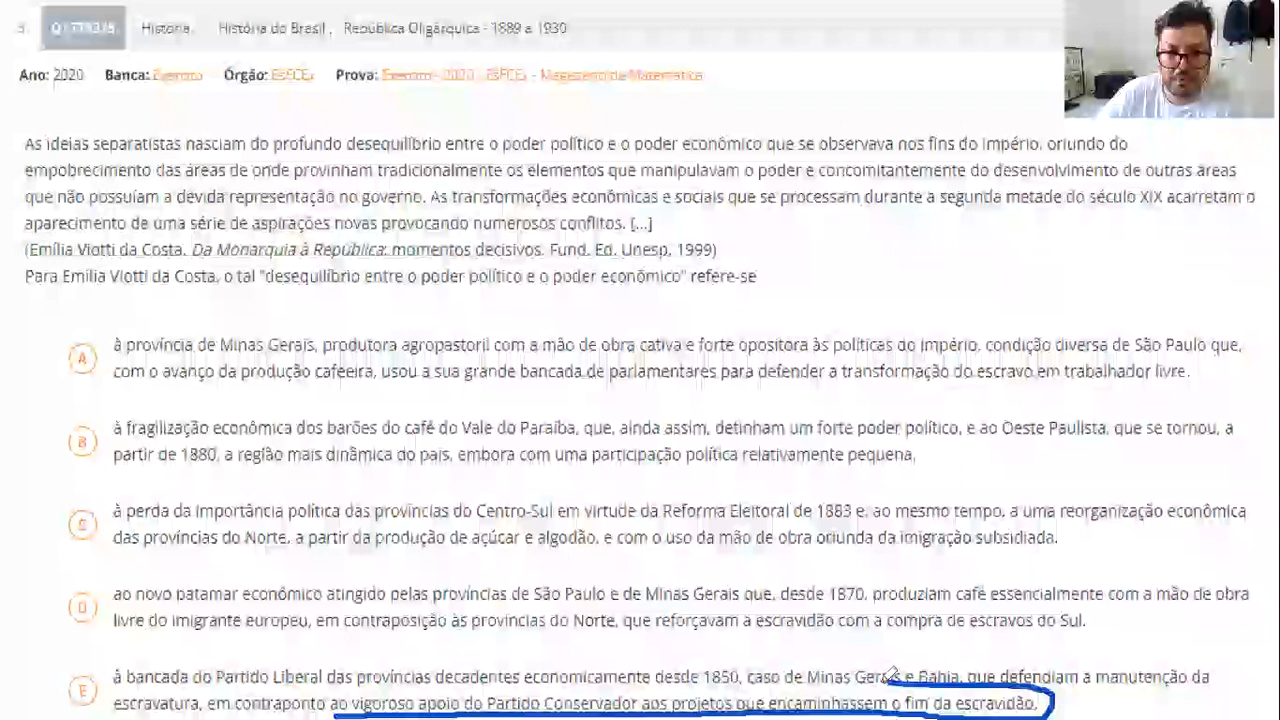 5. História História do Brasil , República Oligárquica - 1889 a 1930
Ano: 2020 Banca: Exército Órgão: EsFCEx Prova: Exército - 2020 - EsFCEx - Magistério de Matemática
As ideias separatistas nasciam do profundo desequilíbrio entre o poder político e o poder econômico que se observava nos fins do Império, oriundo do
empobrecimento das áreas de onde provinham tradicionalmente os elementos que manipulavam o poder e concomitantemente do desenvolvimento de outras áreas
que não possuíam a devida representação no governo. As transformações econômicas e sociais que se processam durante a segunda metade do século XIX acarretam o
aparecimento de uma série de aspirações novas provocando numerosos conflitos. [...]
(Emília Viotti da Costa. Da Monarquia à República: momentos decisivos. Fund. Ed. Unesp, 1999)
Para Emília Viotti da Costa, o tal "desequilíbrio entre o poder político e o poder econômico" refere-se
A à província de Minas Gerais, produtora agropastoril com a mão de obra cativa e forte opositora às políticas do Império, condição diversa de São Paulo que,
com o avanço da produção cafeeira, usou a sua grande bancada de parlamentares para defender a transformação do escravo em trabalhador livre.
B à fragilização econômica dos barões do café do Vale do Paraíba, que, ainda assim, detinham um forte poder político, e ao Oeste Paulista, que se tornou, a
partir de 1880, a região mais dinâmica do país, embora com uma participação política relativamente pequena.
C à perda da importância política das províncias do Centro-Sul em virtude da Reforma Eleitoral de 1883 e, ao mesmo tempo, a uma reorganização econômica
das províncias do Norte, a partir da produção de açúcar e algodão, e com o uso da mão de obra oriunda da imigração subsidiada.
D ao novo patamar econômico atingido pelas províncias de São Paulo e de Minas Gerais que, desde 1870, produziam café essencialmente com a mão de obra
livre do imigrante europeu, em contraposição às províncias do Norte, que reforçavam a escravidão com a compra de escravos do Sul.
E à bancada do Partido Liberal das províncias decadentes economicamente desde 1850, caso de Minas Gerais e Bahia, que defendiam a manutenção da
escravatura, em contraponto ao vigoroso apoio do Partido Conservador aos projetos que encaminhassem o fim da escravidão.